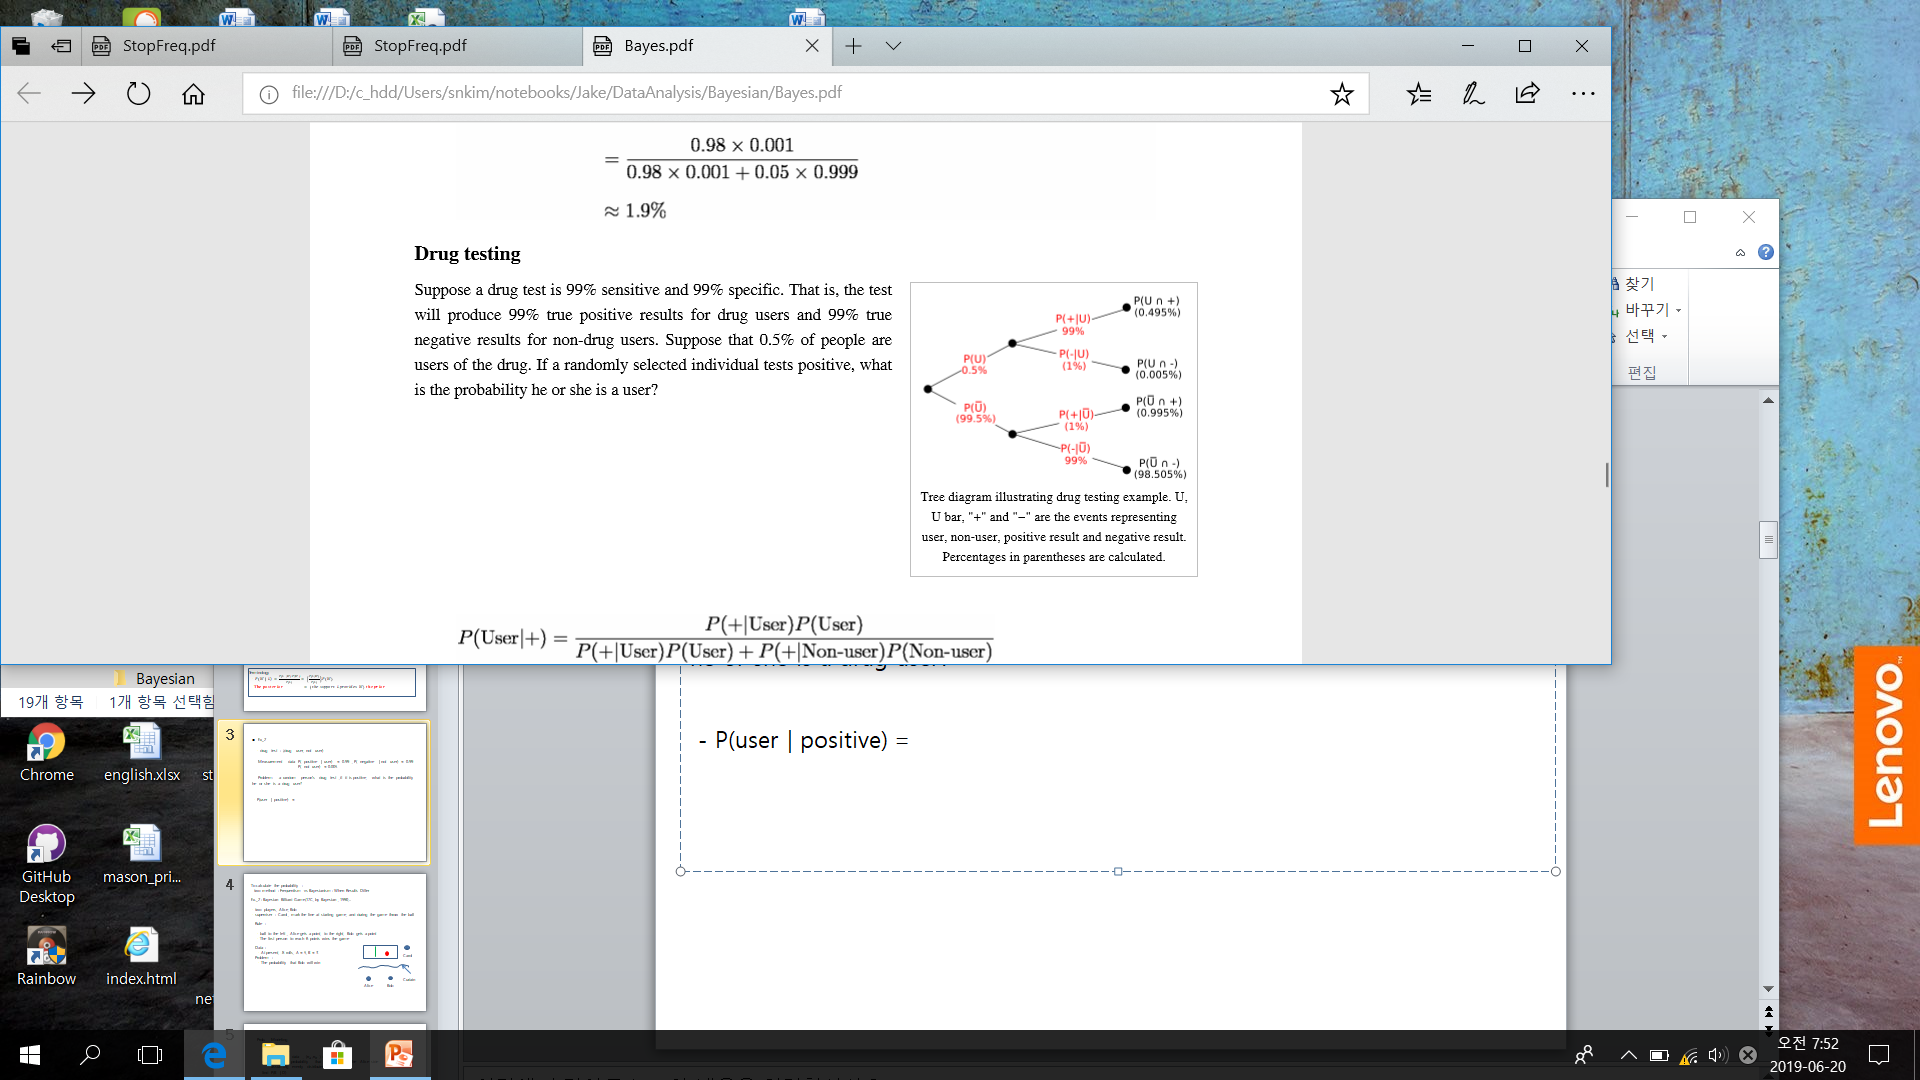 StopFreq.pdf
StopFreq.pdf
Bayes.pdf
file:///D:/c_hdd/Users/snkim/notebooks/Jake/DataAnalysis/Bayesian/Bayes.pdf
= 0.98 × 0.001
0.98 × 0.001 + 0.05 × 0.999
≈ 1.9%
Drug testing
Suppose a drug test is 99% sensitive and 99% specific. That is, the test
will produce 99% true positive results for drug users and 99% true
negative results for non-drug users. Suppose that 0.5% of people are
users of the drug. If a randomly selected individual tests positive, what
is the probability he or she is a user?
P(U ∩ +)
(0.495%)
P(+|U)
99%
P(-|U)
(1%)
P(U ∩ -)
(0.005%)
P(U)
0.5%
P(U̅)
(99.5%)
P(U̅ ∩ +)
(0.995%)
P(+|U̅)
(1%)
P(-|U̅)
99%
P(U̅ ∩ -)
(98.505%)
Tree diagram illustrating drug testing example. U,
U bar, "+" and "−" are the events representing
user, non-user, positive result and negative result.
Percentages in parentheses are calculated.
P(User|+) = P(+|User)P(User)
P(+|User)P(User) + P(+|Non-user)P(Non-user)
찾기
바꾸기
선택
편집
Bayesian
19개 항목
1개 항목 선택함
- P(user | positive) =
3
4
5
Chrome
english.xlsx
st
GitHub
Desktop
mason_pri...
Rainbow
index.html
net
Lenovo
오전 7:52
2019-06-20